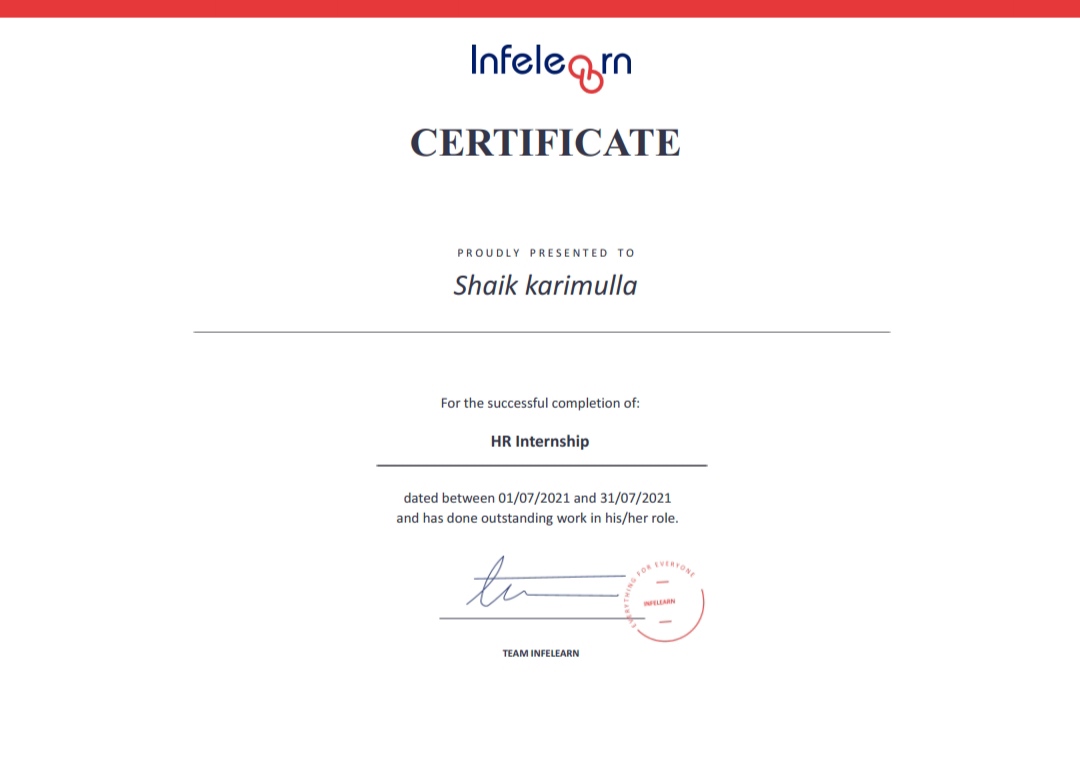 Infelearn
CERTIFICATE
PROUDLY PRESENTED TO
Shaik karimulla
For the successful completion of:
HR Internship
dated between 01/07/2021 and 31/07/2021
and has done outstanding work in his/her role.
EVERYTHING FOR EVERYONE
INFELEARN
TEAM INFELEARN